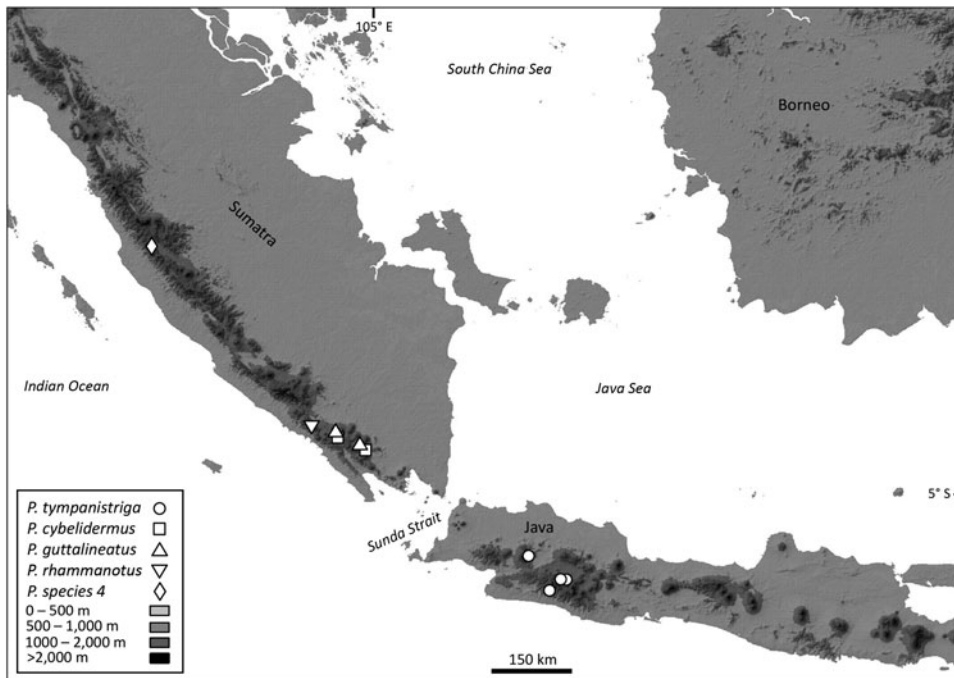 105° E
South China Sea
Borneo
Sumatra
Indian Ocean
Java Sea
5° S
Sunda Strait
Java
P. tympanistriga
P. cybelidermus
P. guttalineatus
P. rhammanotus
P. species 4
0 – 500 m
500 – 1,000 m
1000 – 2,000 m
>2,000 m
150 km